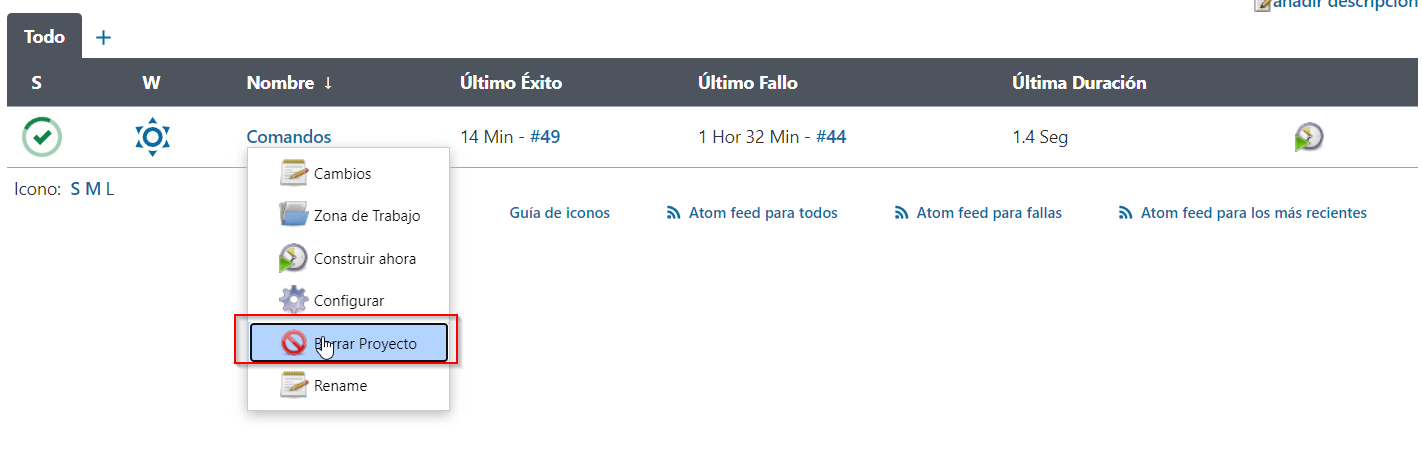 añadir descripción
Todo +
S W Nombre ↓ Último Éxito Último Fallo Última Duración
Comandos 14 Min - #49 1 Hor 32 Min - #44 1.4 Seg
Cambios
Icono: S M L
Zona de Trabajo
Guía de iconos Atom feed para todos Atom feed para fallas Atom feed para los más recientes
Construir ahora
Configurar
Borrar Proyecto
Rename